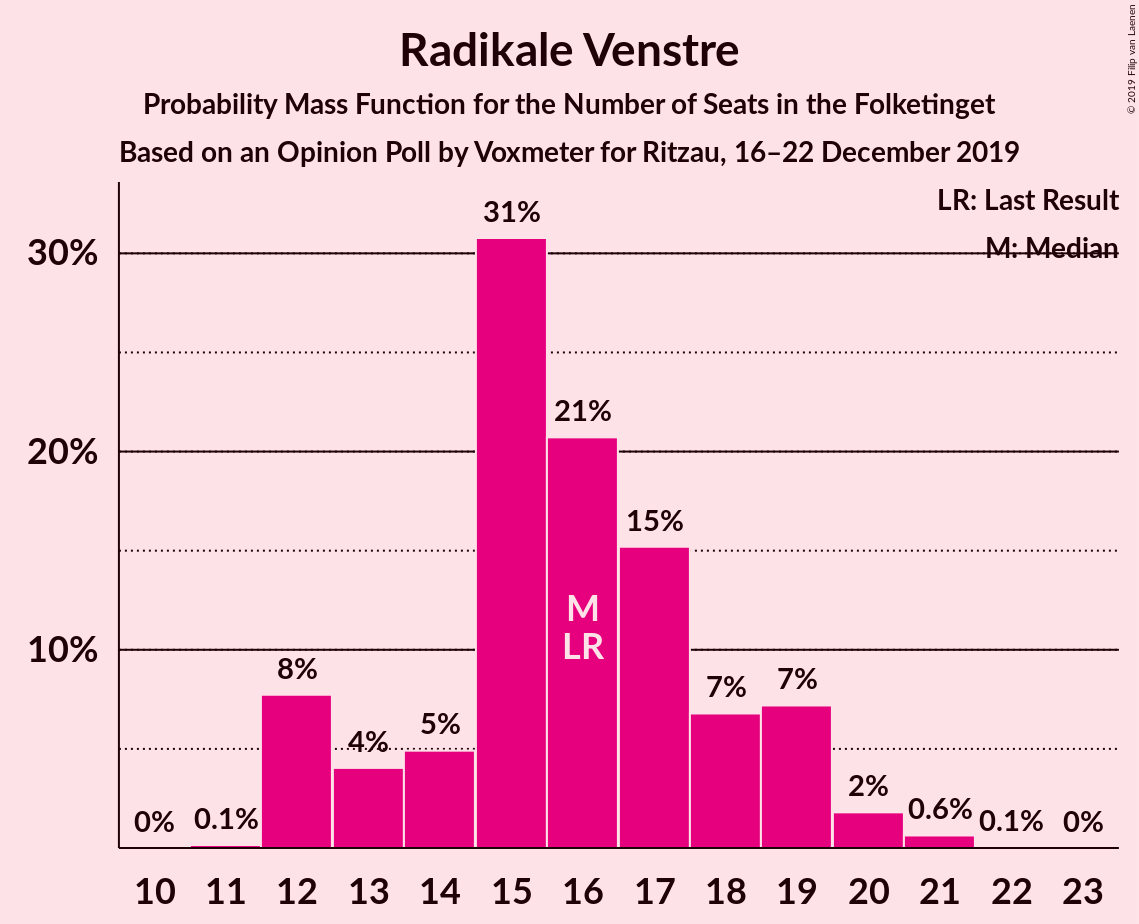 Radikale Venstre
Probability Mass Function for the Number of Seats in the Folketinget
Based on an Opinion Poll by Voxmeter for Ritzau, 16–22 December 2019
© 2019 Filip van Laenen
LR: Last Result
M: Median
30%
20%
10%
0%
0.1%
8%
4%
5%
31%
21%
15%
7%
7%
2%
0.6%
0.1%
0%
M
LR
10 11 12 13 14 15 16 17 18 19 20 21 22 23